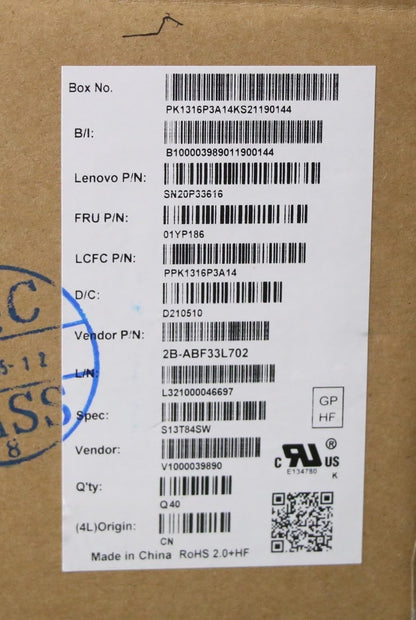 Box No.
PK1316P3A14KS21190144
B/I:
B100003989011900144
Lenovo P/N:
SN20P33616
FRU P/N:
01YP186
LCFC P/N:
PPK1316P3A14
D/C:
D210510
Vendor P/N:
2B-ABF33L702
L/N:
L321000046697
Spec:
S13T84SW
GP
HF
Vendor:
V1000039890
C UR ® US
E134780
K
Q'ty:
Q40
(4L)Origin:
CN
Made in China RoHS 2.0+HF